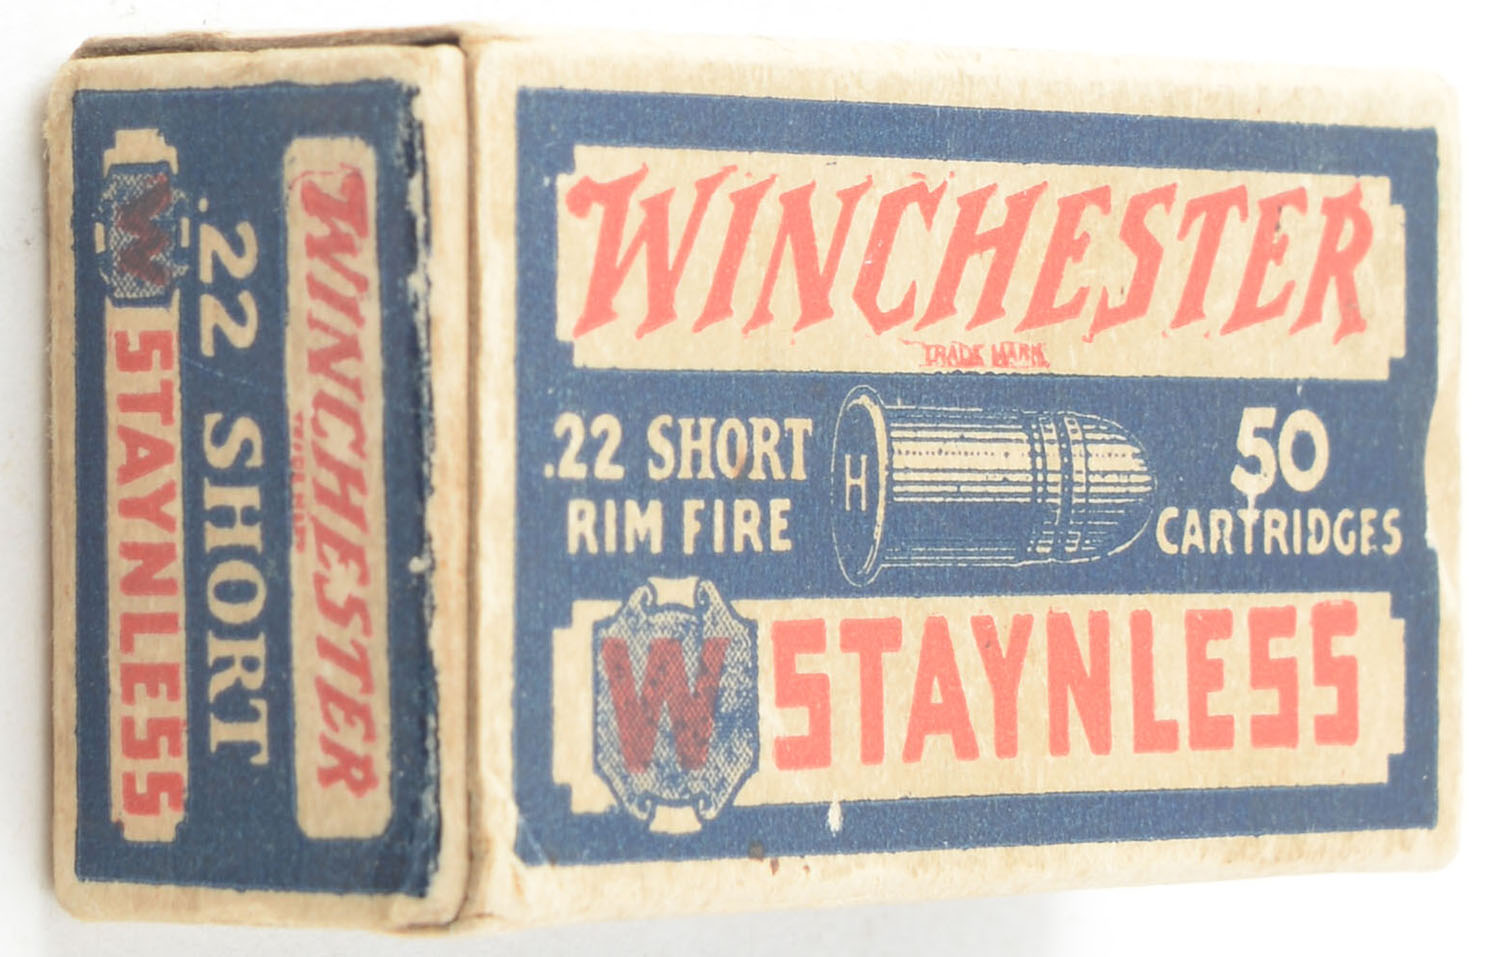 WINCHESTER
TRADE MARK
.22 SHORT
RIM FIRE
H
50
CARTRIDGES
W STAYNLESS
WINCHESTER
.22 SHORT
W STAYNLESS